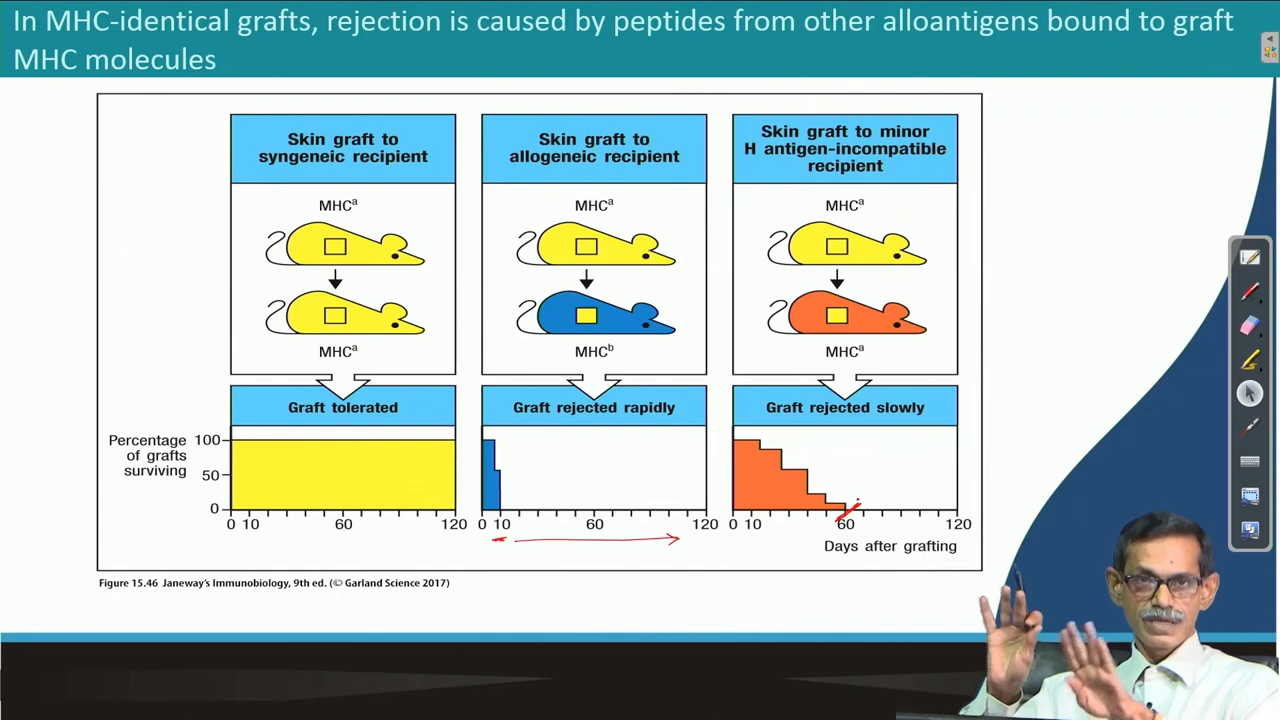 In MHC-identical grafts, rejection is caused by peptides from other alloantigens bound to graft
MHC molecules
Skin graft to
syngeneic recipient
MHCa
MHCa
Graft tolerated
Skin graft to
allogeneic recipient
MHCa
MHCb
Graft rejected rapidly
Skin graft to minor
H antigen-incompatible
recipient
MHCa
MHCa
Graft rejected slowly
Percentage
of grafts
surviving
100
50
0
0 10 60 120
0 10 60 120
0 10 60 120
Days after grafting
Figure 15.46 Janeway's Immunobiology, 9th ed. (© Garland Science 2017)